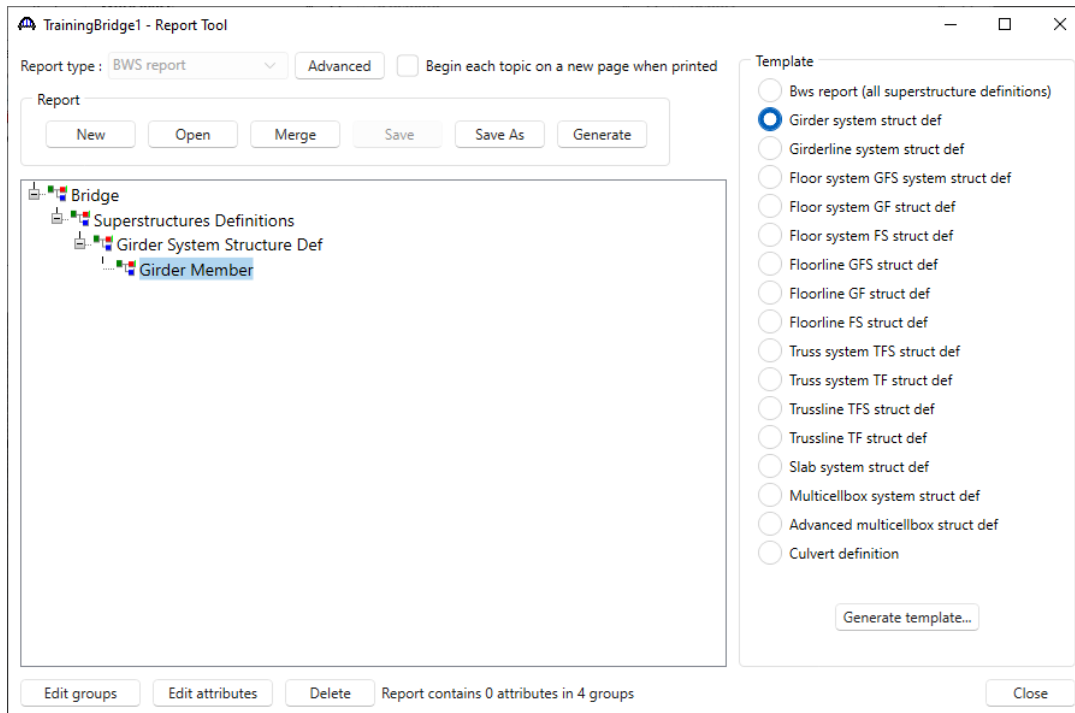 TrainingBridge1 - Report Tool
Report type : BWS report Advanced Begin each topic on a new page when printed
Report
New Open Merge Save Save As Generate
Bridge
Superstructures Definitions
Girder System Structure Def
Girder Member
Template
Bws report (all superstructure definitions)
Girder system struct def
Girderline system struct def
Floor system GFS system struct def
Floor system GF struct def
Floor system FS struct def
Floorline GFS struct def
Floorline GF struct def
Floorline FS struct def
Truss system TFS struct def
Truss system TF struct def
Trussline TFS struct def
Trussline TF struct def
Slab system struct def
Multicellbox system struct def
Advanced multicellbox struct def
Culvert definition
Generate template...
Edit groups Edit attributes Delete Report contains 0 attributes in 4 groups Close